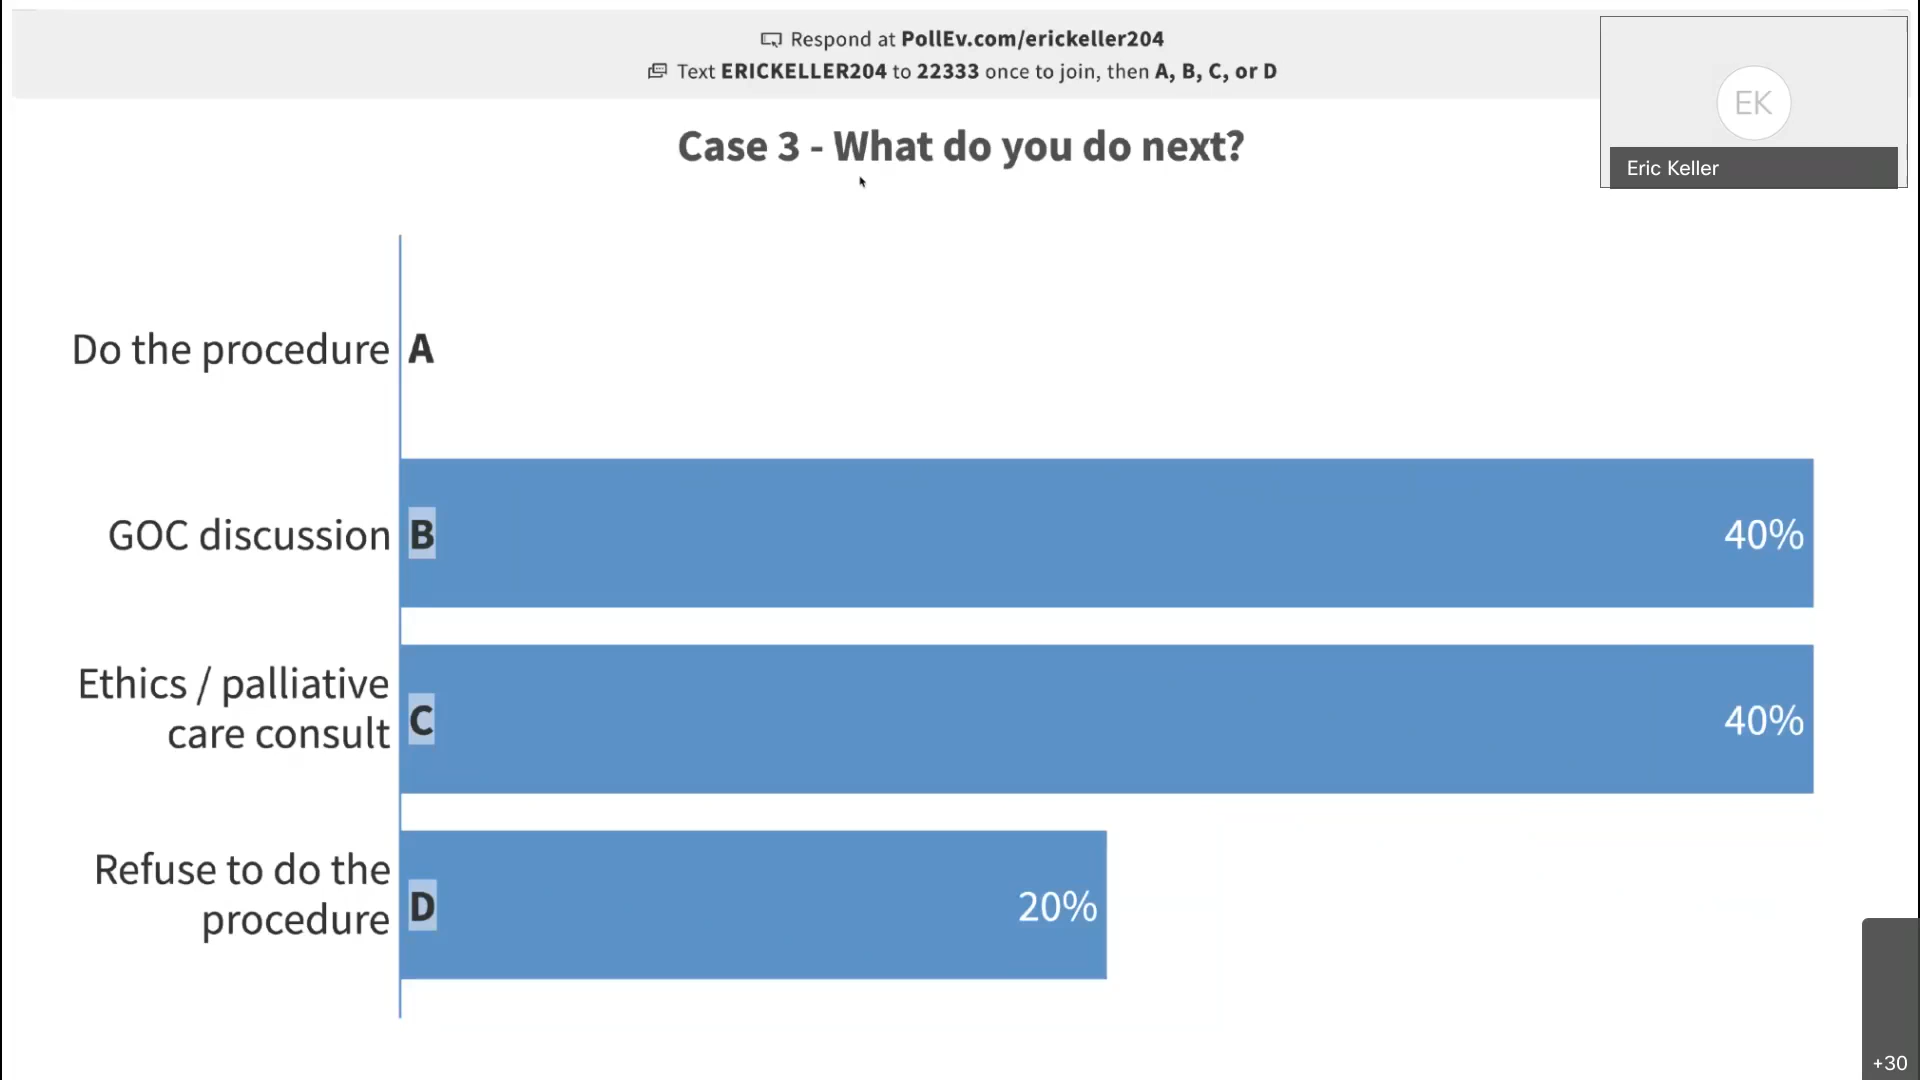 Respond at PollEv.com/erickeller204
Text ERICKELLER204 to 22333 once to join, then A, B, C, or D
EK
Eric Keller
Case 3 - What do you do next?
Do the procedure A
GOC discussion B 40%
Ethics / palliative
care consult C 40%
Refuse to do the
procedure D 20%
+30